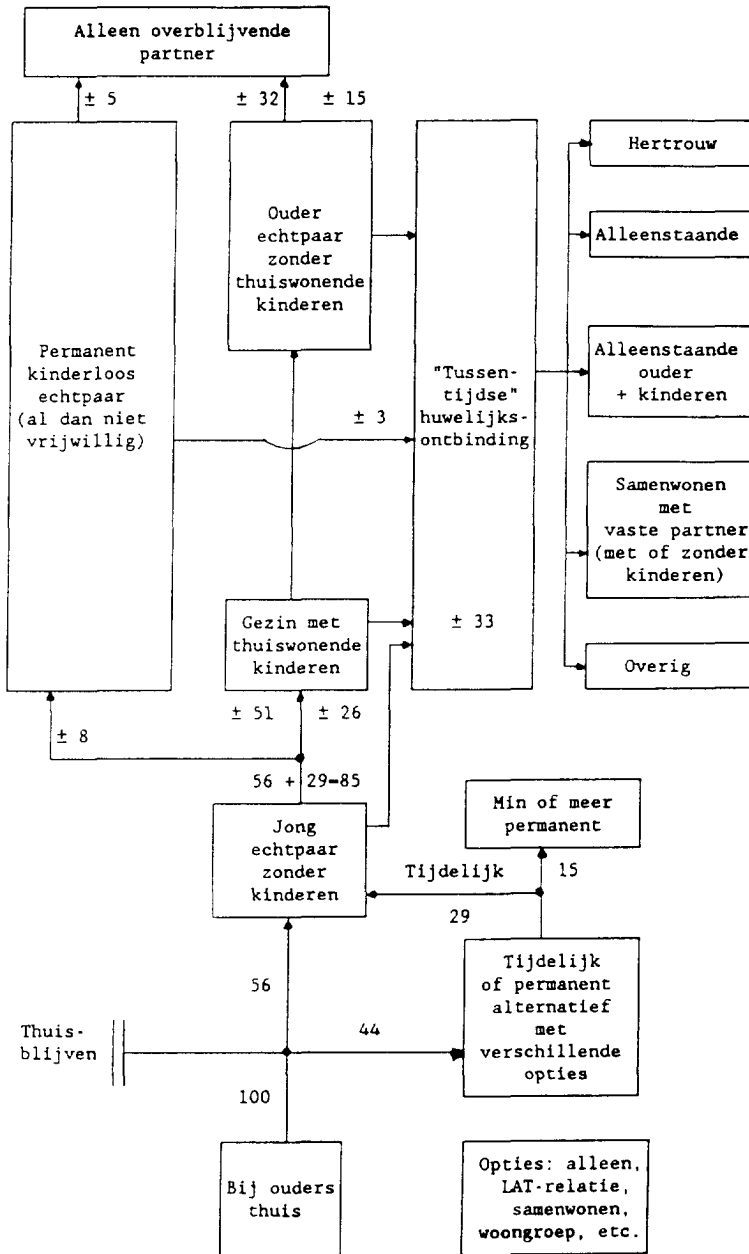 Alleen overblijvende
partner
± 5
± 32
± 15
Hertrouw
Ouder
echtpaar
zonder
thuiswonende
kinderen
Alleenstaande
Permanent
kinderloos
echtpaar
(al dan niet
vrijwillig)
"Tussen-
tijdse"
huwelijks-
ontbinding
± 3
Alleenstaande
ouder
+ kinderen
Samenwonen
met
vaste partner
(met of zonder
kinderen)
Gezin met
thuiswonende
kinderen
± 33
Overig
± 51
± 26
± 8
56 + 29=85
Min of meer
permanent
Jong
echtpaar
zonder
kinderen
Tijdelijk
15
29
56
Tijdelijk
of permanent
alternatief
met
verschillende
opties
Thuis-
blijven
44
100
Bij ouders
thuis
Opties: alleen,
LAT-relatie,
samenwonen,
woongroep, etc.